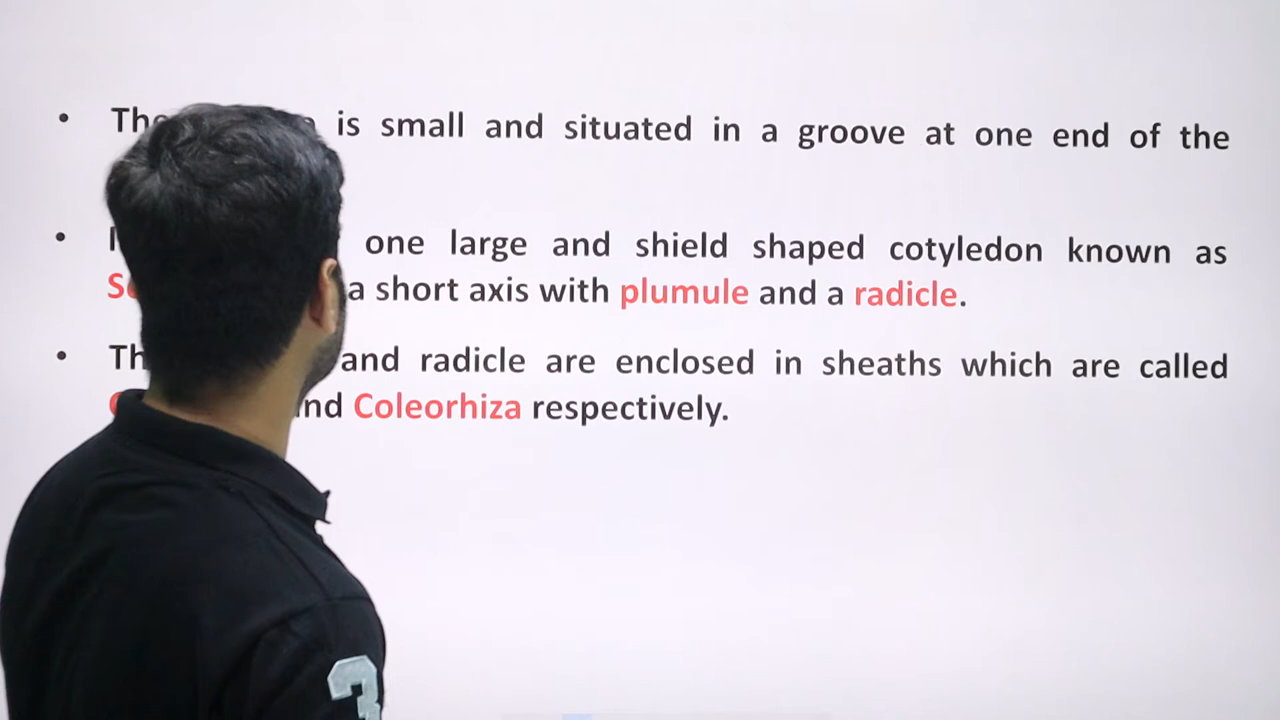 is small and situated in a groove at one end of the
one large and shield shaped cotyledon known as
a short axis with plumule and a radicle.
and radicle are enclosed in sheaths which are called
Coleorhiza respectively.
3